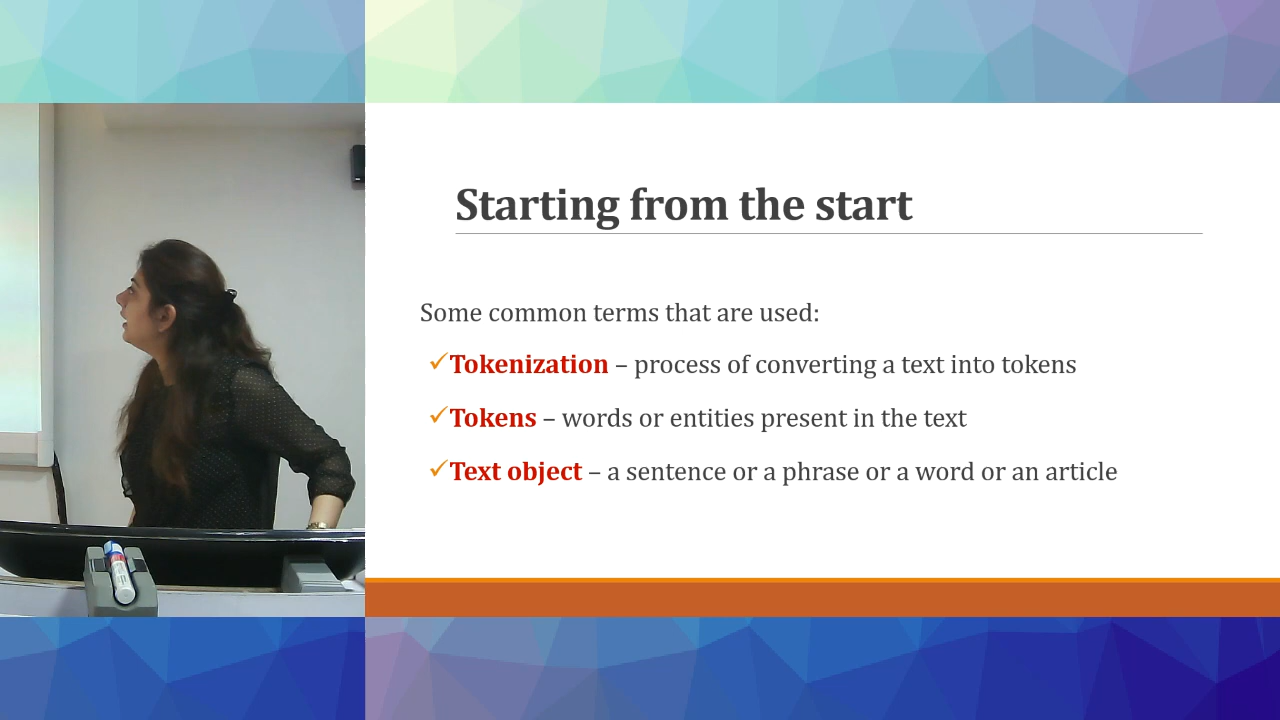 Starting from the start
Some common terms that are used:
✓Tokenization – process of converting a text into tokens
✓Tokens – words or entities present in the text
✓Text object – a sentence or a phrase or a word or an article